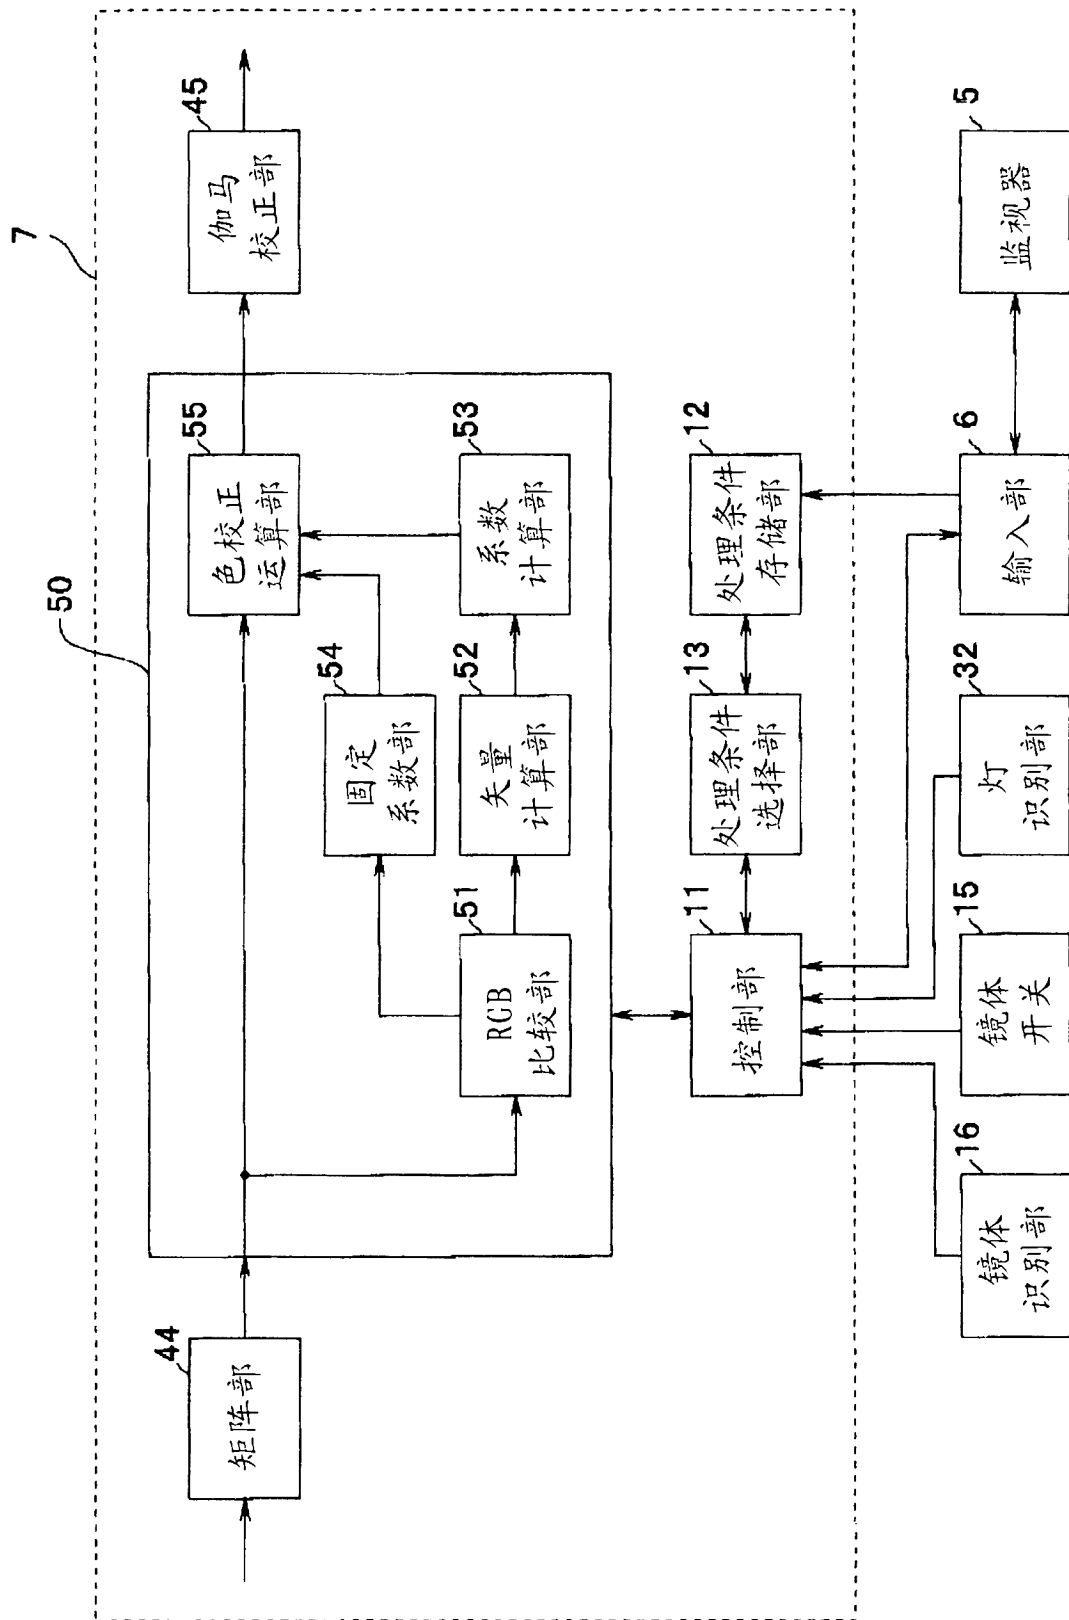 7
50
44
矩阵部
55
色校正
运算部
45
伽马
校正部
54
固定
系数部
51
RGB
比较部
52
矢量
计算部
53
系数
计算部
11
控制部
13
处理条件
选择部
12
处理条件
存储部
16
镜体
识别部
15
镜体
开关
32
灯
识别部
6
输入部
5
监视器